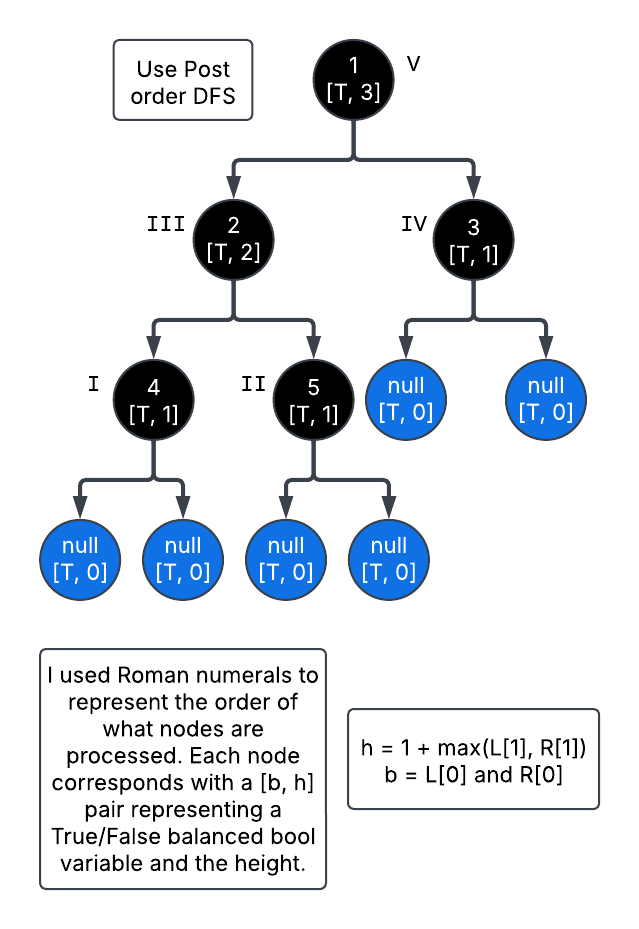 Use Post
order DFS
1
[T, 3]
V
III
2
[T, 2]
IV
3
[T, 1]
I
4
[T, 1]
II
5
[T, 1]
null
[T, 0]
null
[T, 0]
null
[T, 0]
null
[T, 0]
null
[T, 0]
null
[T, 0]
I used Roman numerals to
represent the order of
what nodes are
processed. Each node
corresponds with a [b, h]
pair representing a
True/False balanced bool
variable and the height.
h = 1 + max(L[1], R[1])
b = L[0] and R[0]